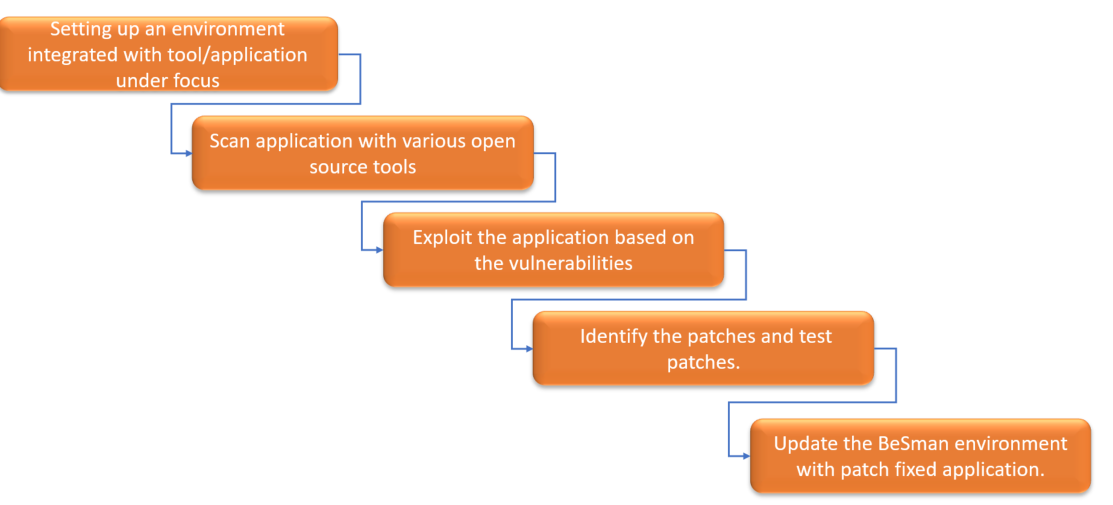 Setting up an environment
integrated with tool/application
under focus
Scan application with various open
source tools
Exploit the application based on
the vulnerabilities
Identify the patches and test
patches.
Update the BeSman environment
with patch fixed application.